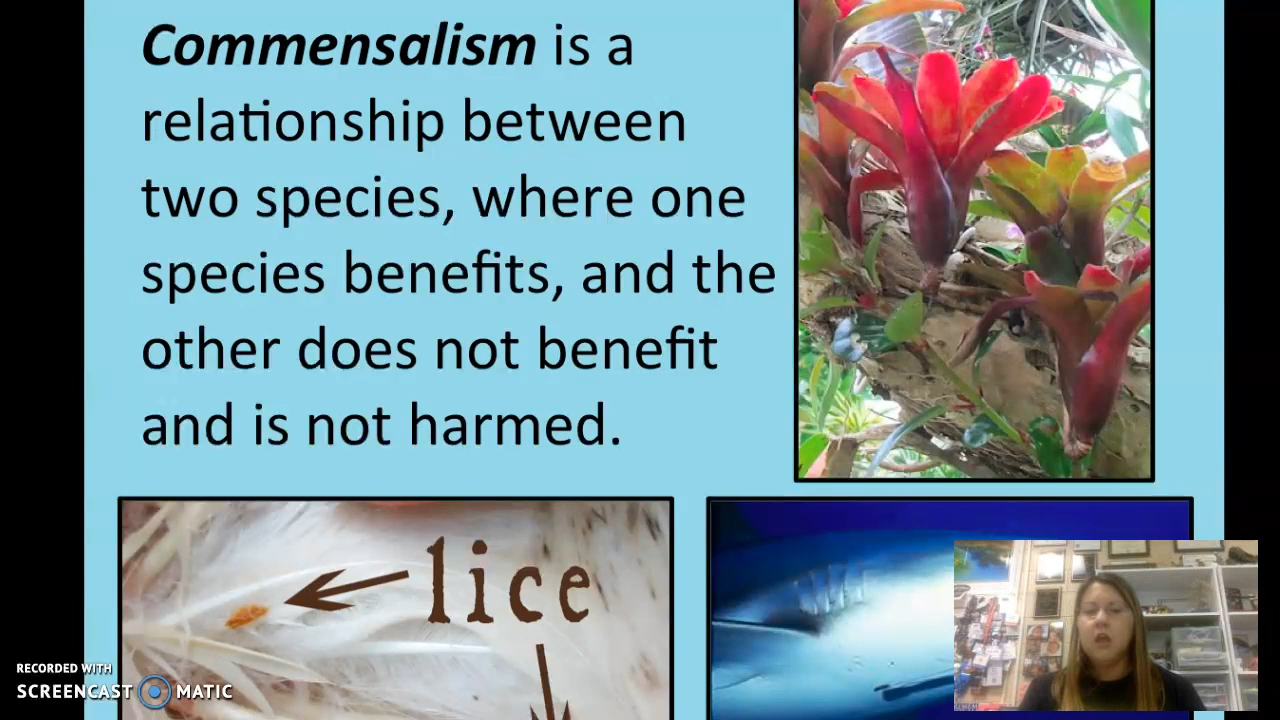 Commensalism is a
relationship between
two species, where one
species benefits, and the
other does not benefit
and is not harmed.
lice
RECORDED WITH
SCREENCAST MATIC